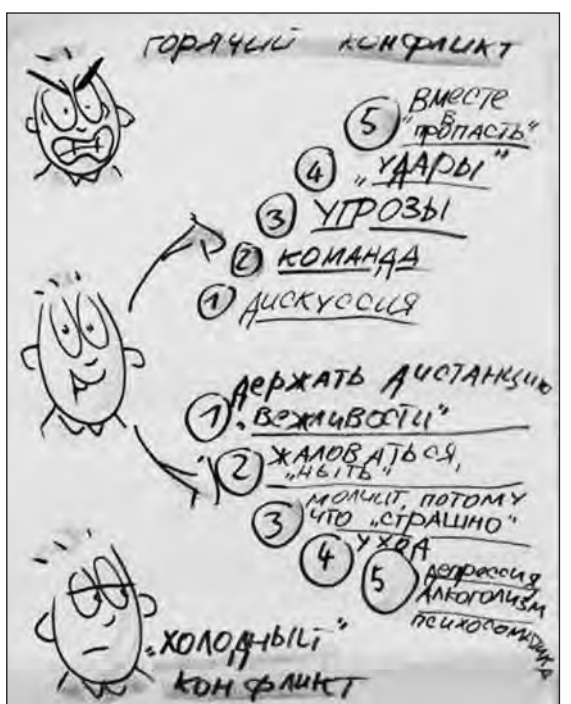 ГОРЯЧИЙ КОНФЛИКТ
5 ВМЕСТЕ
"В
ПРОПАСТЬ"
4 "УДАРЫ"
3 УГРОЗЫ
2 КОМАНДА
1 ДИСКУССИЯ
ДЕРЖАТЬ ДИСТАНЦИЮ
1 "ВЕЖЛИВОСТИ"
2 ЖАЛОВАТЬСЯ,
"НЫТЬ"
МОЛЧИТ, ПОТОМУ
3 ЧТО "СТРАШНО"
4 УХОД
5 ДЕПРЕССИЯ
АЛКОГОЛИЗМ
ПСИХОСОМАТИКА
"ХОЛОДНЫЙ"
КОНФЛИКТ